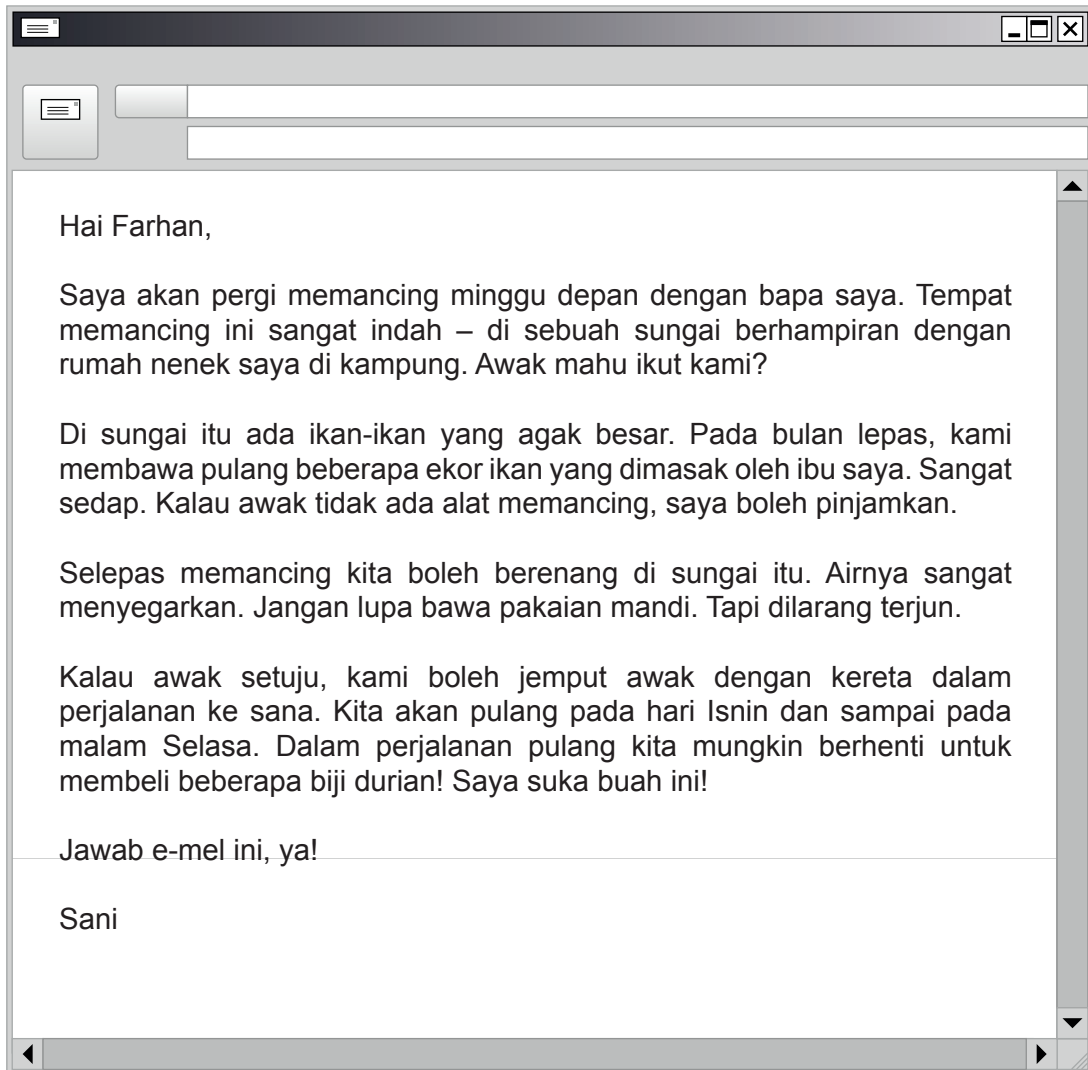 Hai Farhan,
Saya akan pergi memancing minggu depan dengan bapa saya. Tempat
memancing ini sangat indah – di sebuah sungai berhampiran dengan
rumah nenek saya di kampung. Awak mahu ikut kami?
Di sungai itu ada ikan-ikan yang agak besar. Pada bulan lepas, kami
membawa pulang beberapa ekor ikan yang dimasak oleh ibu saya. Sangat
sedap. Kalau awak tidak ada alat memancing, saya boleh pinjamkan.
Selepas memancing kita boleh berenang di sungai itu. Airnya sangat
menyegarkan. Jangan lupa bawa pakaian mandi. Tapi dilarang terjun.
Kalau awak setuju, kami boleh jemput awak dengan kereta dalam
perjalanan ke sana. Kita akan pulang pada hari Isnin dan sampai pada
malam Selasa. Dalam perjalanan pulang kita mungkin berhenti untuk
membeli beberapa biji durian! Saya suka buah ini!
Jawab e-mel ini, ya!
Sani